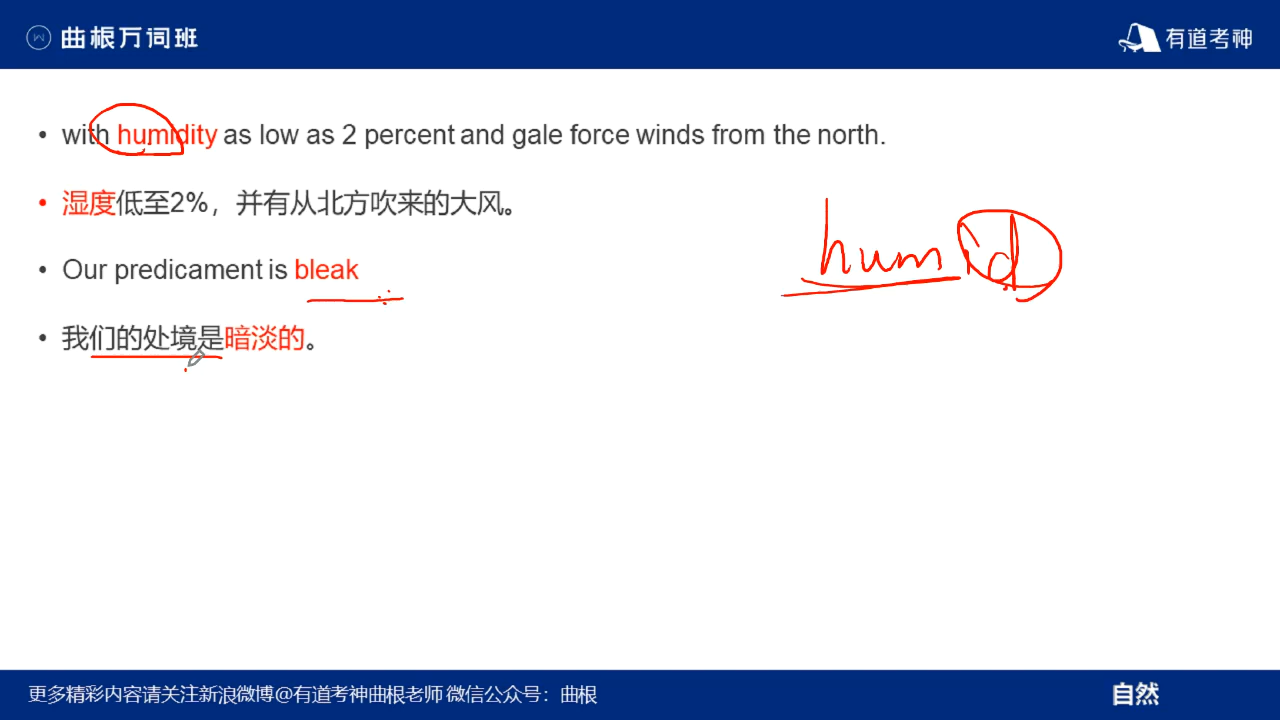 曲根万词班
有道考神
with humidity as low as 2 percent and gale force winds from the north.
湿度低至2%，并有从北方吹来的大风。
humid
Our predicament is bleak
我们的处境是暗淡的。
更多精彩内容请关注新浪微博@有道考神曲根老师 微信公众号：曲根
自然